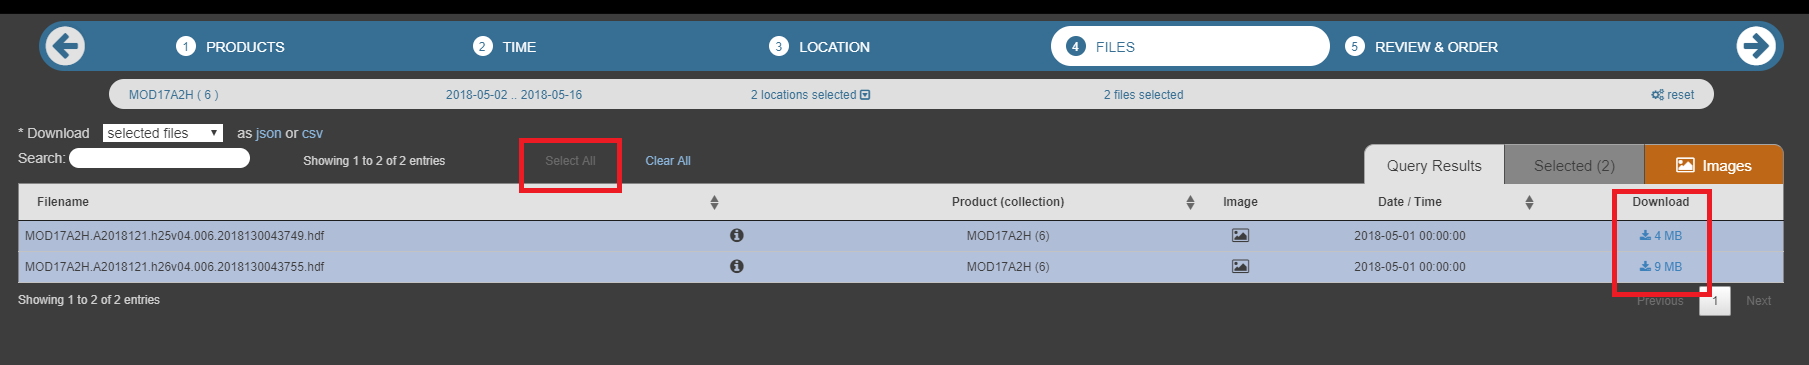 1 PRODUCTS 2 TIME 3 LOCATION 4 FILES 5 REVIEW & ORDER
MOD17A2H ( 6 ) 2018-05-02 .. 2018-05-16 2 locations selected 2 files selected reset
* Download selected files as json or csv
Search: Showing 1 to 2 of 2 entries Select All Clear All Query Results Selected (2) Images
Filename Product (collection) Image Date / Time Download
MOD17A2H.A2018121.h25v04.006.2018130043749.hdf MOD17A2H (6) 2018-05-01 00:00:00 4 MB
MOD17A2H.A2018121.h26v04.006.2018130043755.hdf MOD17A2H (6) 2018-05-01 00:00:00 9 MB
Showing 1 to 2 of 2 entries Previous 1 Next